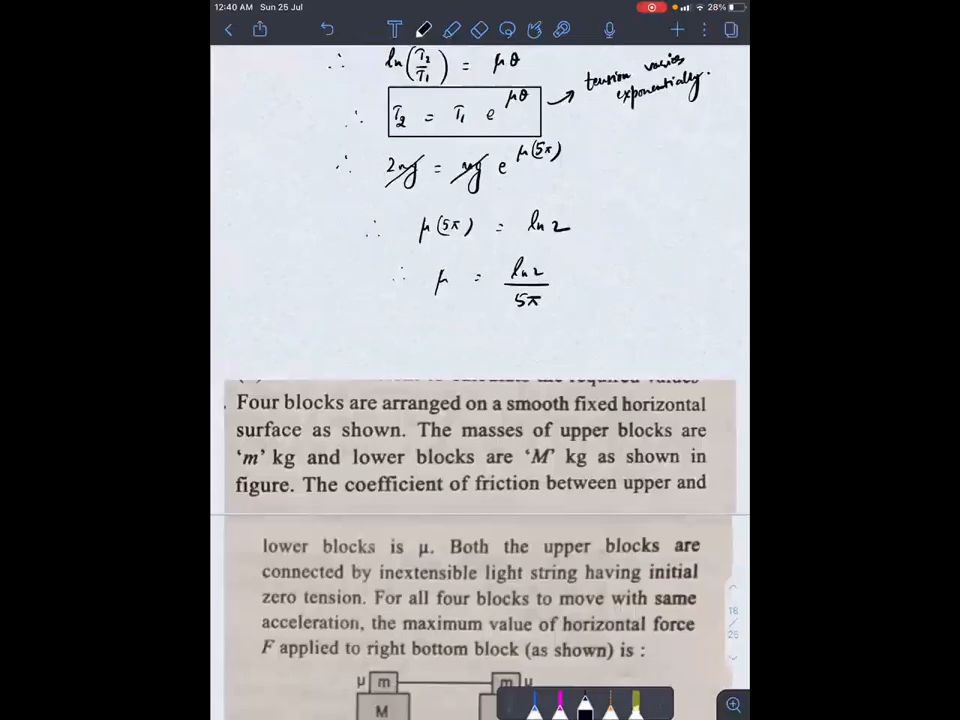 12:40 AM Sun 25 Jul
28%
∴ ln(T₂/T₁) = μθ
∴ T₂ = T₁ e^μθ → tension varies exponentially.
∴ 2mg = mg e^μ(5π)
∴ μ(5π) = ln 2
∴ μ = ln2/5π
Four blocks are arranged on a smooth fixed horizontal
surface as shown. The masses of upper blocks are
‘m’ kg and lower blocks are ‘M’ kg as shown in
figure. The coefficient of friction between upper and
lower blocks is μ. Both the upper blocks are
connected by inextensible light string having initial
zero tension. For all four blocks to move with same
acceleration, the maximum value of horizontal force
F applied to right bottom block (as shown) is :
μ m m μ
M
18
/
26